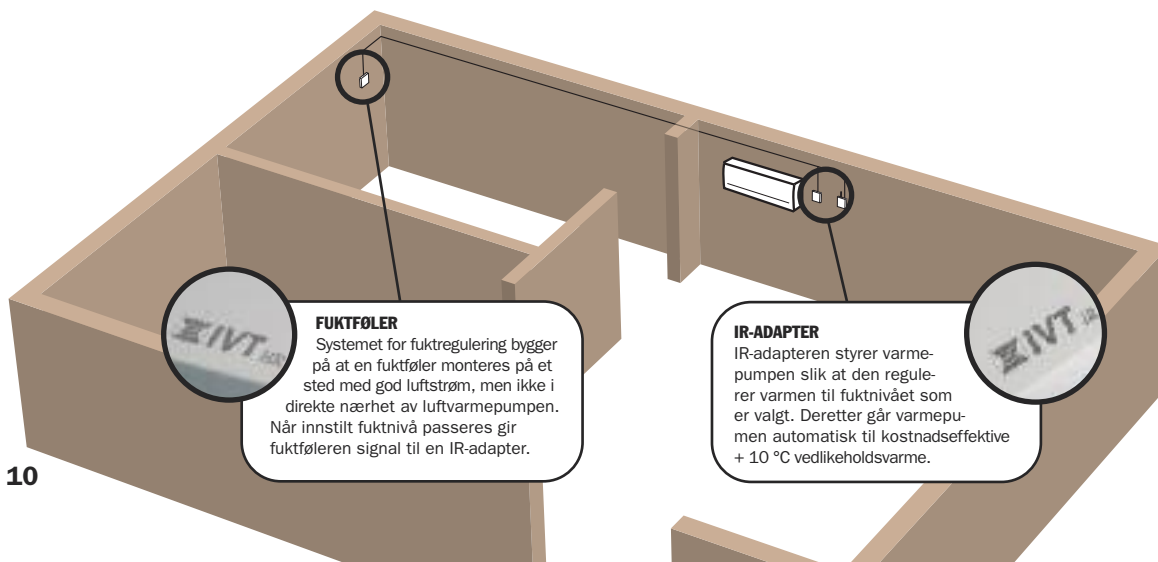 FUKTFØLER
Systemet for fuktregulering bygger
på at en fuktføler monteres på et
sted med god luftstrøm, men ikke i
direkte nærhet av luftvarmepumpen.
Når innstilt fuktnivå passeres gir
fuktføleren signal til en IR-adapter.
IVT
IR-ADAPTER
IR-adapteren styrer varme-
pumpen slik at den regule-
rer varmen til fuktnivået som
er valgt. Deretter går varmepu-
men automatisk til kostnadseffektive
+ 10 °C vedlikeholdsvarme.
IVT
10